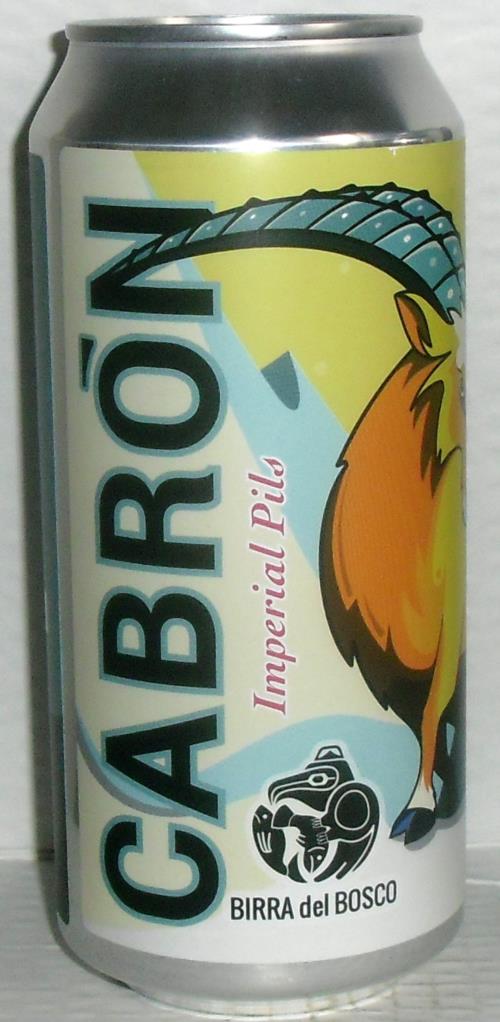 CABRÓN
Imperial Pils
BIRRA del BOSCO